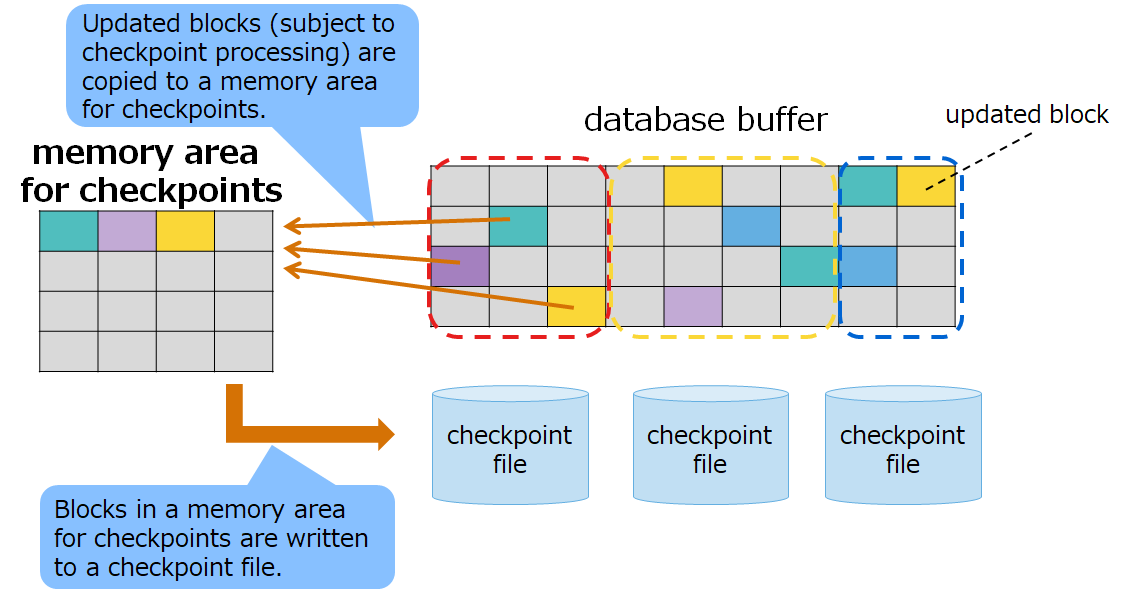 Updated blocks (subject to
checkpoint processing) are
copied to a memory area
for checkpoints.
database buffer
updated block
memory area
for checkpoints
checkpoint
file
checkpoint
file
checkpoint
file
Blocks in a memory area
for checkpoints are written
to a checkpoint file.